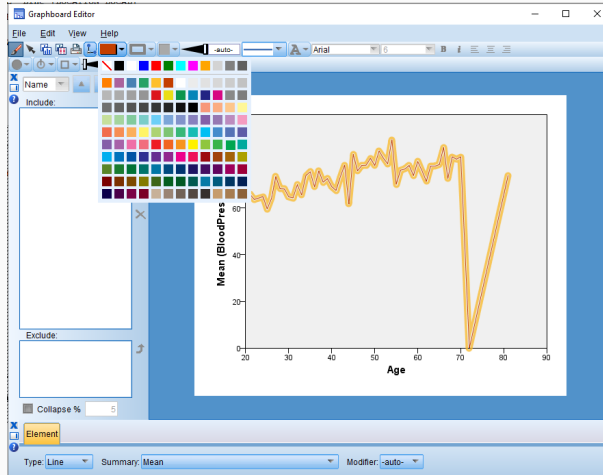 Graphboard Editor
File Edit View Help
-auto- Arial 6 B i
Name
Include:
Exclude:
Collapse % 5
Mean (BloodPres
60
40
20
0
20 30 40 50 60 70 80 90
Age
Element
Type: Line Summary: Mean Modifier: -auto-